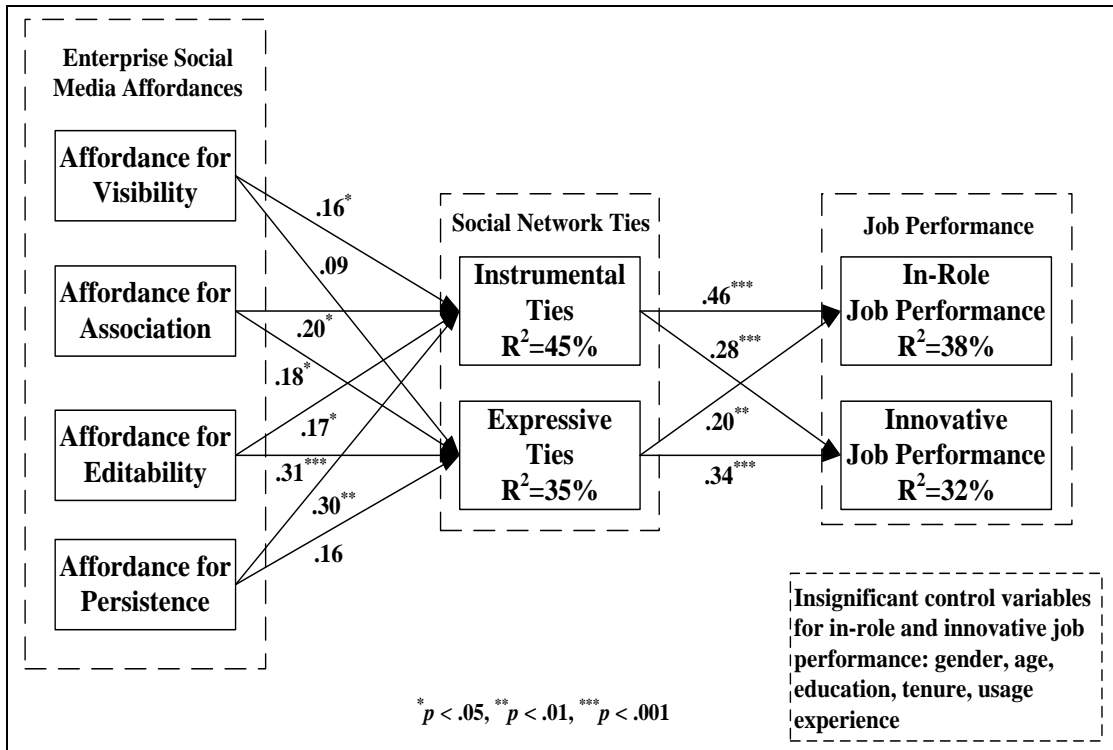 Enterprise Social
Media Affordances
Affordance for
Visibility
Affordance for
Association
Affordance for
Editability
Affordance for
Persistence
.16*
.09
.20*
.18*
.17*
.31***
.30**
.16
Social Network Ties
Instrumental
Ties
R²=45%
Expressive
Ties
R²=35%
.46***
.28***
.20**
.34***
Job Performance
In-Role
Job Performance
R²=38%
Innovative
Job Performance
R²=32%
Insignificant control variables
for in-role and innovative job
performance: gender, age,
education, tenure, usage
experience
*p < .05, **p < .01, ***p < .001